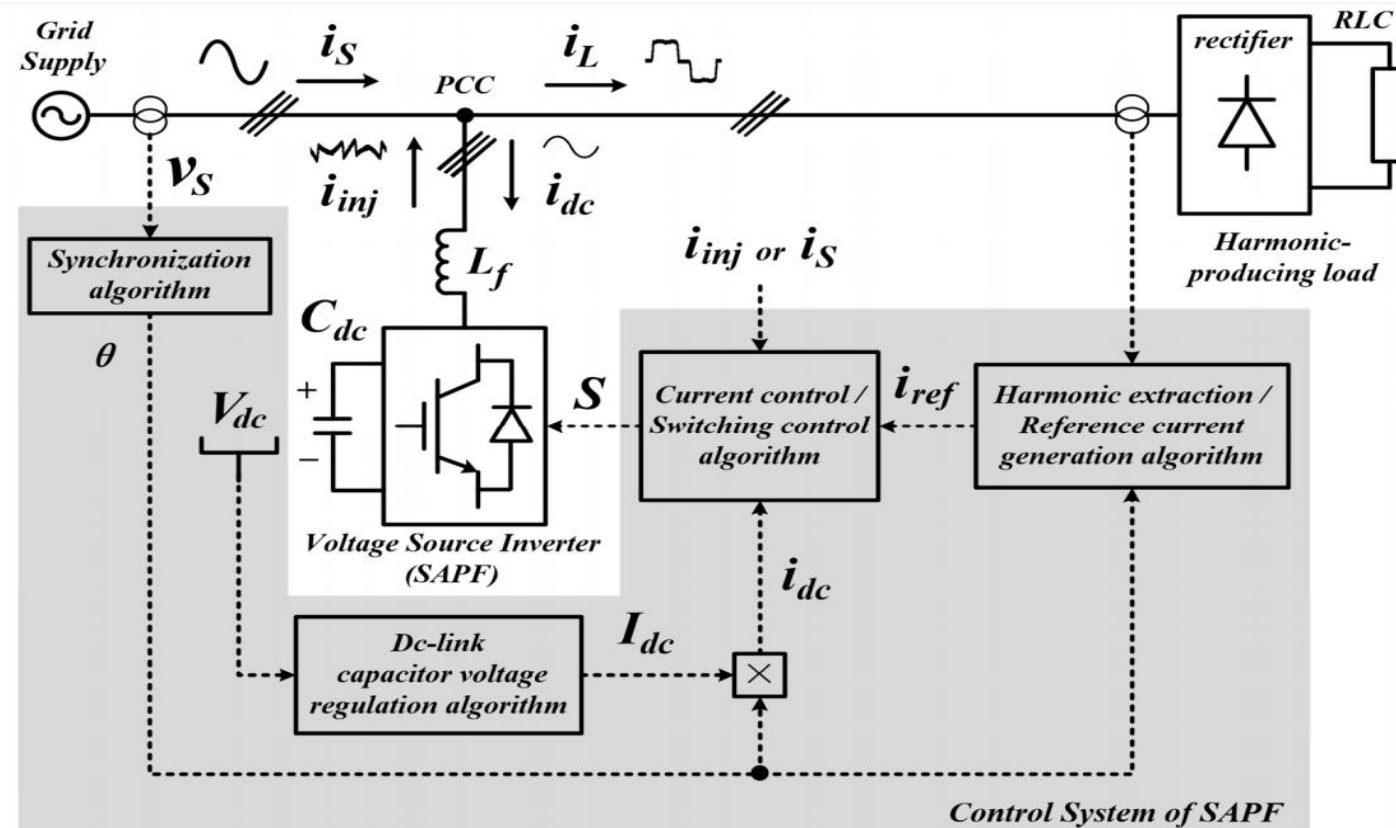 Grid
Supply
i_S
i_L
PCC
rectifier
RLC
v_S
i_inj
i_dc
L_f
Harmonic-
producing load
Synchronization
algorithm
θ
C_dc
+
−
V_dc
Voltage Source Inverter
(SAPF)
S
i_inj or i_S
Current control /
Switching control
algorithm
i_ref
Harmonic extraction /
Reference current
generation algorithm
i_dc
Dc-link
capacitor voltage
regulation algorithm
I_dc
×
Control System of SAPF